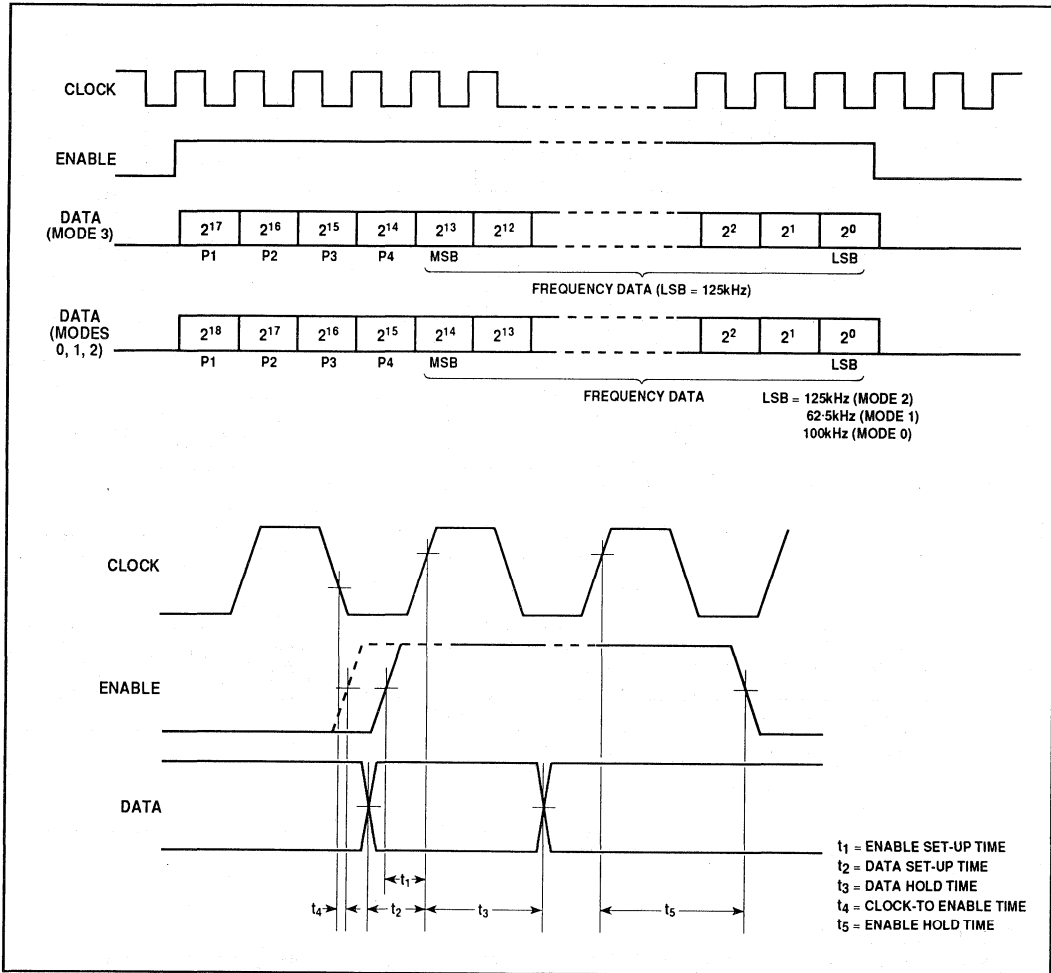 CLOCK
ENABLE
DATA
(MODE 3)
2¹⁷ 2¹⁶ 2¹⁵ 2¹⁴ 2¹³ 2¹² 2² 2¹ 2⁰
P1 P2 P3 P4 MSB LSB
FREQUENCY DATA (LSB = 125kHz)
DATA
(MODES
0, 1, 2)
2¹⁸ 2¹⁷ 2¹⁶ 2¹⁵ 2¹⁴ 2¹³ 2² 2¹ 2⁰
P1 P2 P3 P4 MSB LSB
FREQUENCY DATA LSB = 125kHz (MODE 2)
62·5kHz (MODE 1)
100kHz (MODE 0)
CLOCK
ENABLE
DATA
t₁
t₄ t₂ t₃ t₅
t₁ = ENABLE SET-UP TIME
t₂ = DATA SET-UP TIME
t₃ = DATA HOLD TIME
t₄ = CLOCK-TO ENABLE TIME
t₅ = ENABLE HOLD TIME